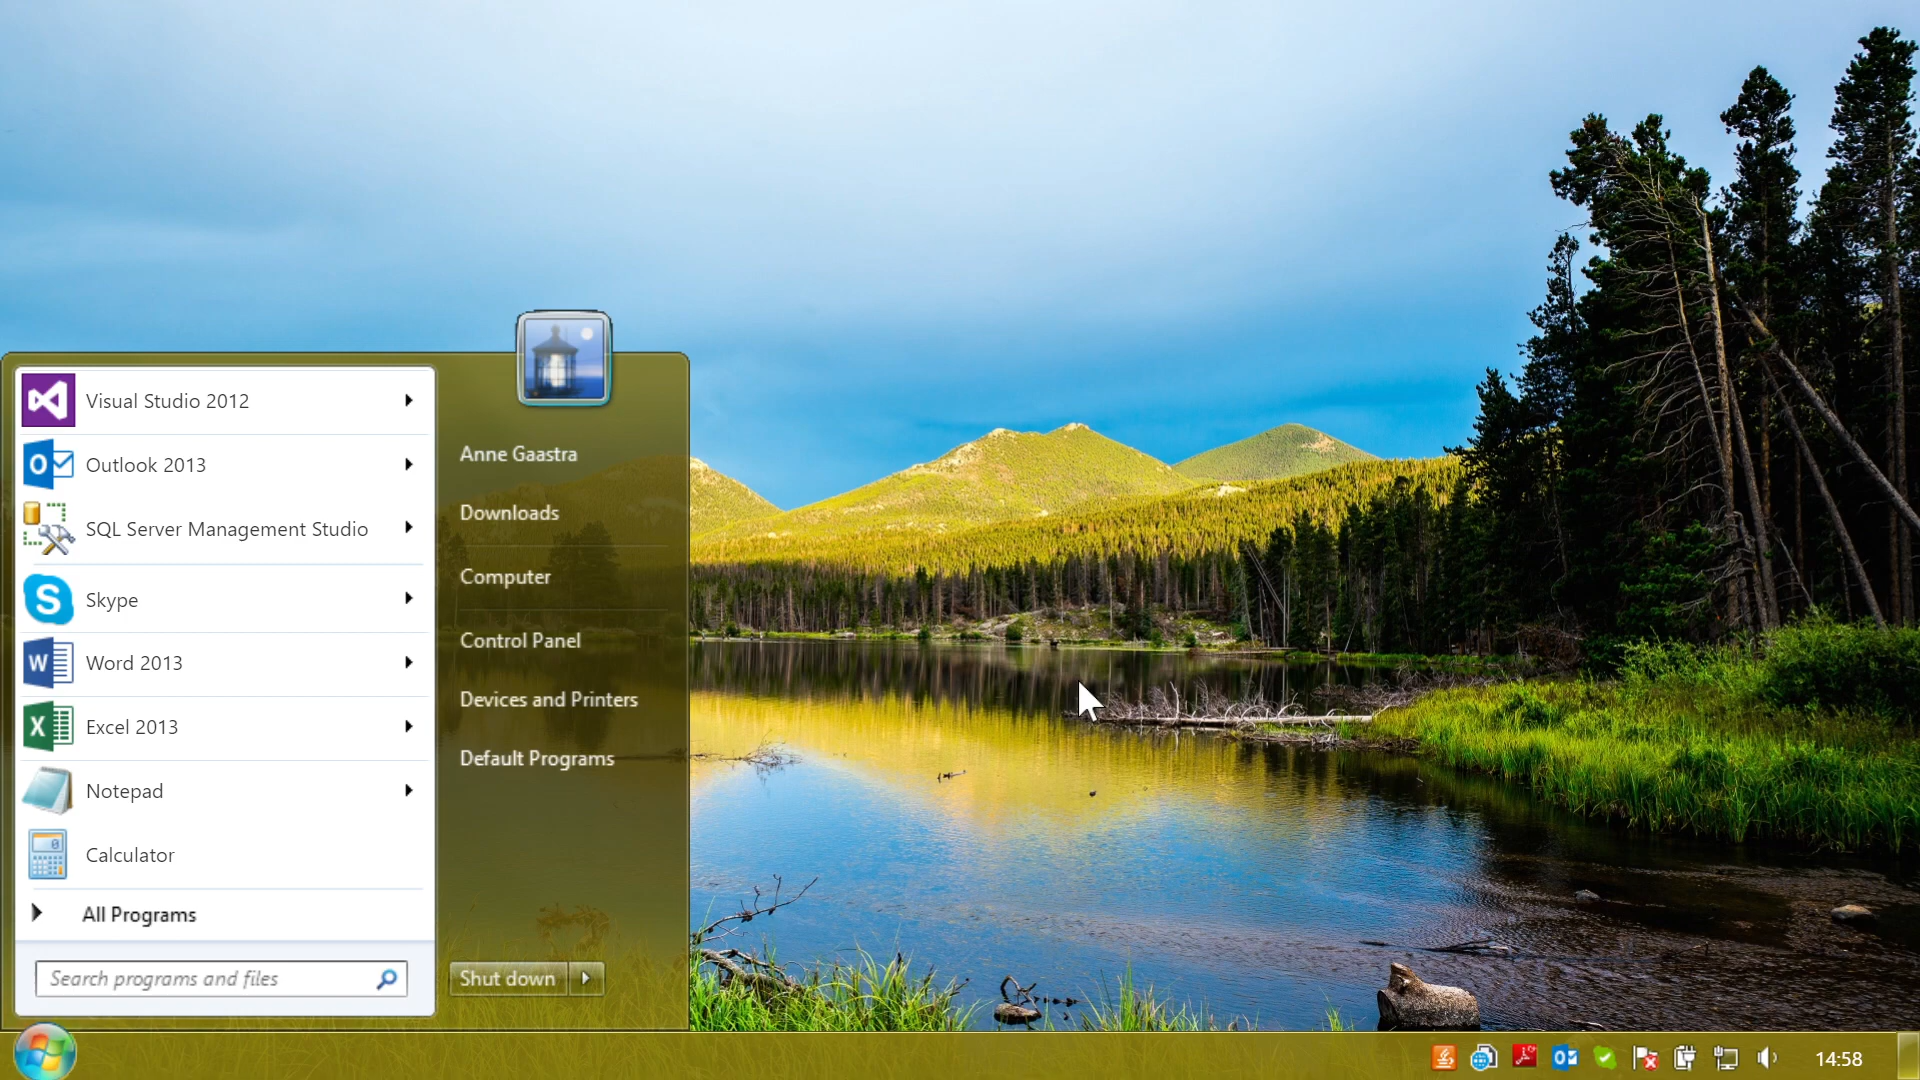 Visual Studio 2012
Outlook 2013
SQL Server Management Studio
Skype
Word 2013
Excel 2013
Notepad
Calculator
All Programs
Search programs and files
Anne Gaastra
Downloads
Computer
Control Panel
Devices and Printers
Default Programs
Shut down
14:58